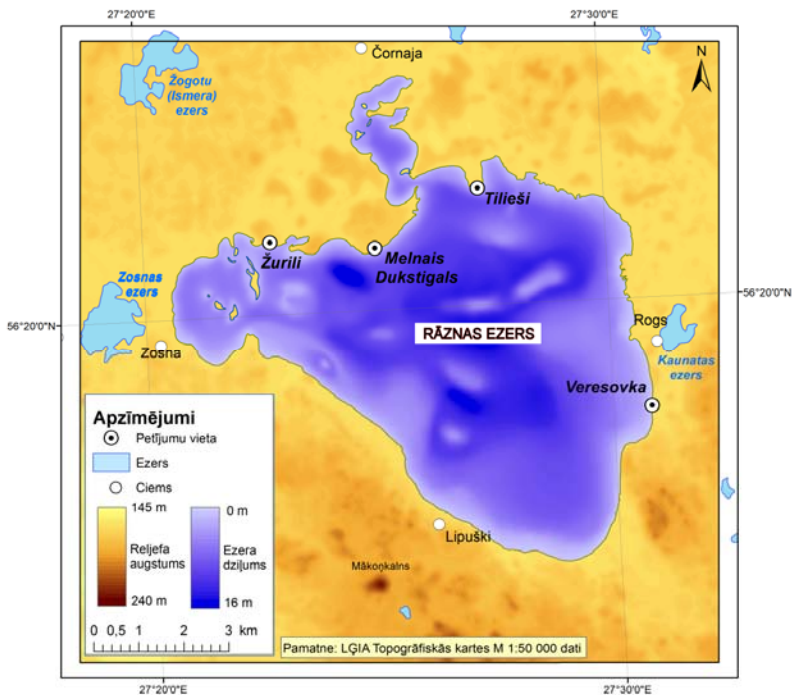 27°20'0"E
27°30'0"E
Čornaja
N
Žogotu
(Ismera)
ezers
Tilieši
Žurili
Melnais
Dukstigals
Zosnas
ezers
56°20'0"N
56°20'0"N
RĀZNAS EZERS
Rogs
Zosna
Kaunatas
ezers
Veresovka
Apzīmējumi
Petījumu vieta
Ezers
Ciems
145 m
0 m
Reljefa
augstums
Ezera
dziļums
240 m
16 m
0 0,5 1 2 3 km
Lipuški
Mākoņkalns
Pamatne: LĢIA Topogrāfiskās kartes M 1:50 000 dati
27°20'0"E
27°30'0"E